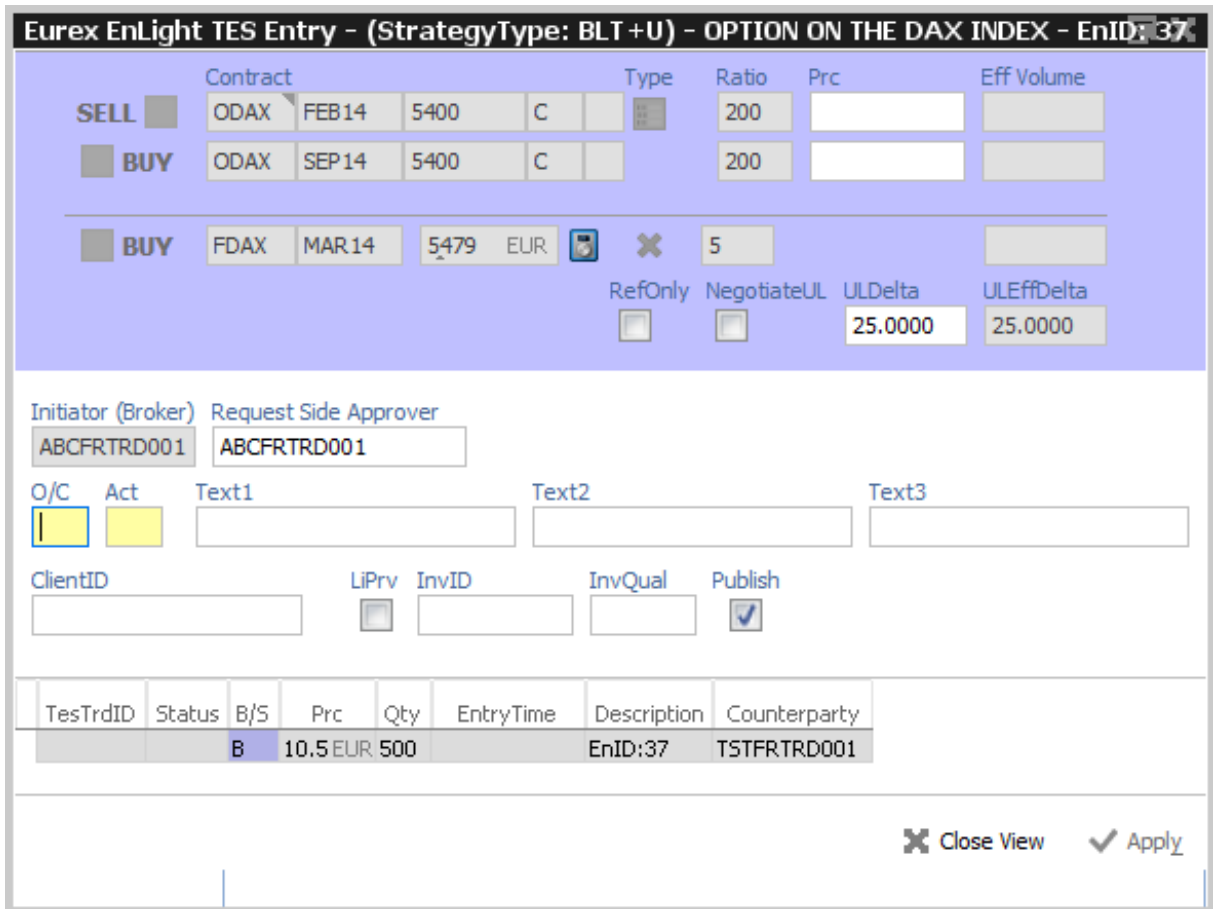 Eurex EnLight TES Entry - (StrategyType: BLT+U) - OPTION ON THE DAX INDEX - EnID: 37
Contract Type Ratio Prc Eff Volume
SELL ODAX FEB14 5400 C 200
BUY ODAX SEP14 5400 C 200
BUY FDAX MAR14 5479 EUR 5
RefOnly NegotiateUL ULDelta ULEffDelta
25.0000 25.0000
Initiator (Broker) Request Side Approver
ABCFRTRD001 ABCFRTRD001
O/C Act Text1 Text2 Text3
ClientID LiPrv InvID InvQual Publish
TesTrdID Status B/S Prc Qty EntryTime Description Counterparty
B 10.5 EUR 500 EnID:37 TSTFRTRD001
Close View Apply